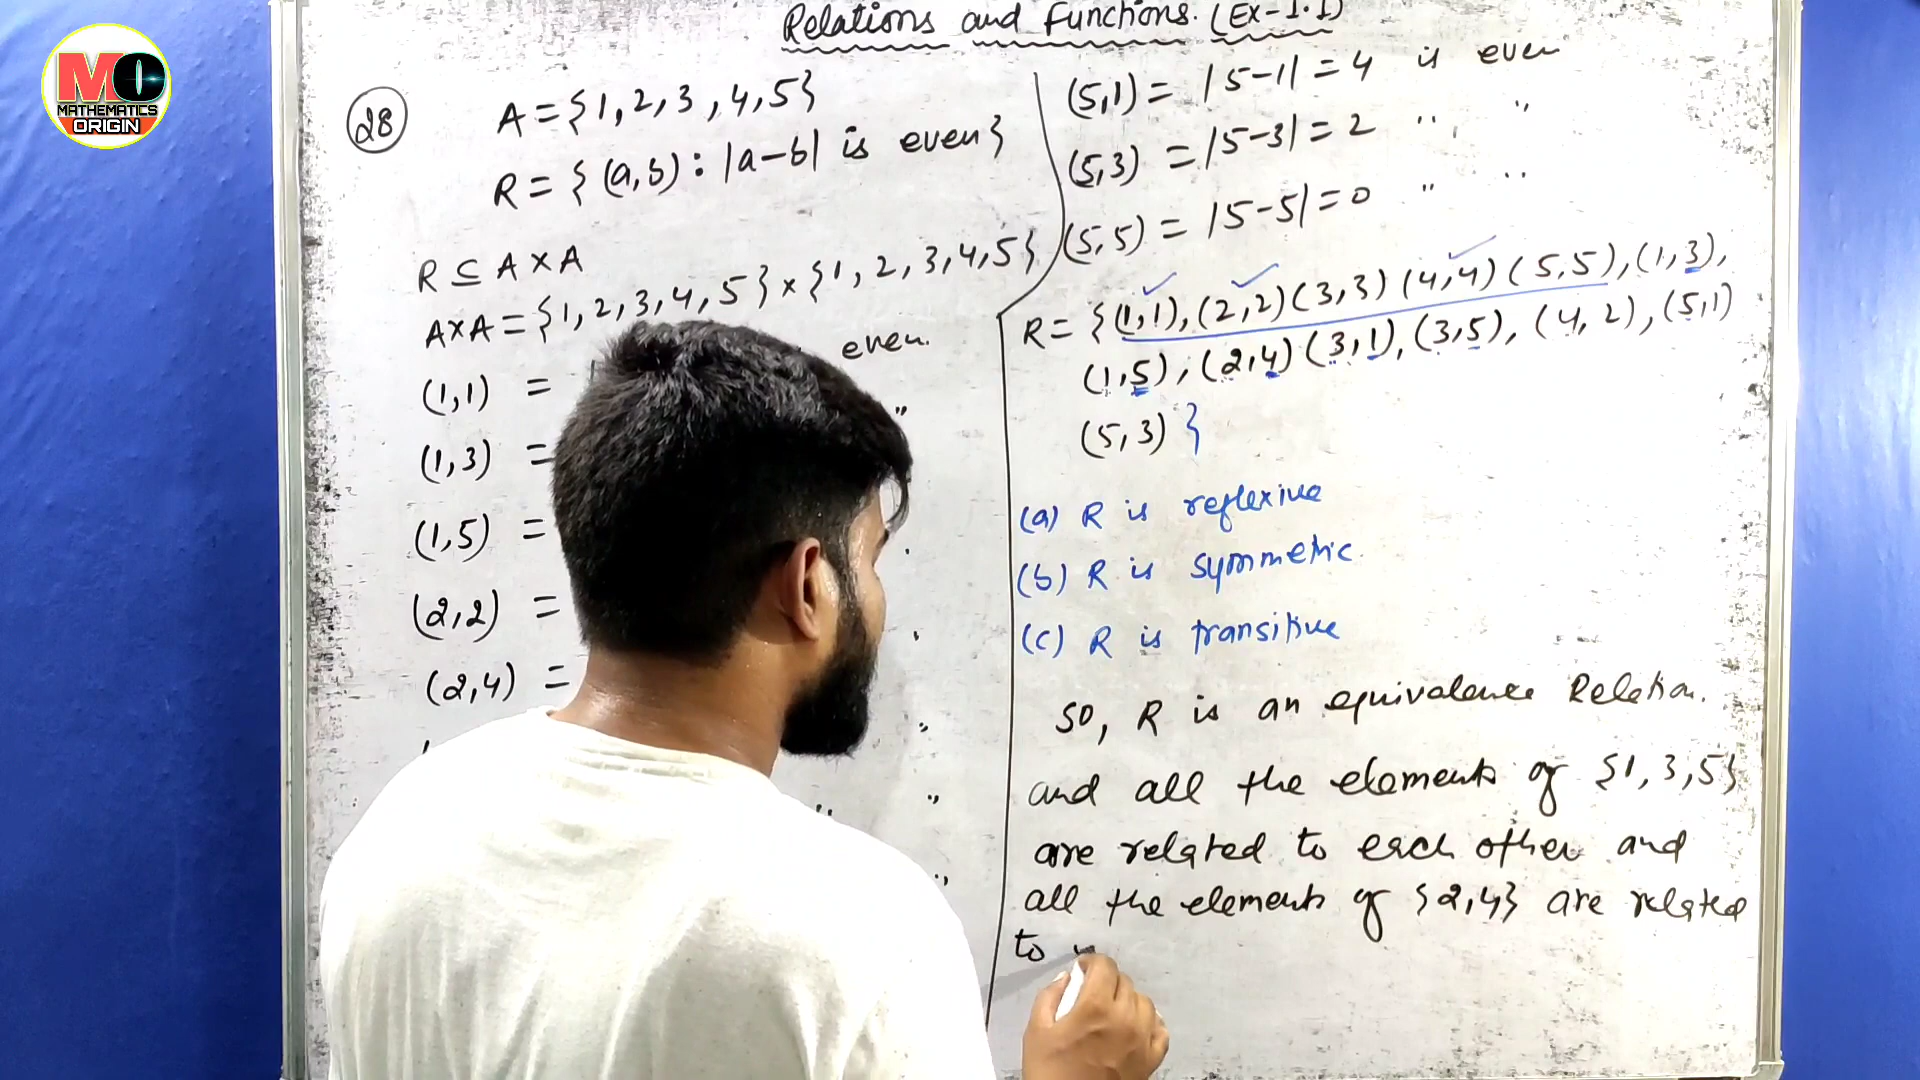 MO
MATHEMATICS
ORIGIN
Relations and Functions. (Ex-1.1)
28
A = {1, 2, 3, 4, 5}
R = {(a, b) : |a-b| is even}
R ⊆ A × A
A×A = {1, 2, 3, 4, 5} × {1, 2, 3, 4, 5}
(1,1) = even.
(1,3) = "
(1,5) =
(2,2) =
(2,4) =
(5,1) = |5-1| = 4 is even
(5,3) = |5-3| = 2 " "
(5,5) = |5-5| = 0 " "
R = {(1,1), (2,2) (3,3) (4,4) (5,5), (1,3),
(1,5), (2,4) (3,1), (3,5), (4,2), (5,1)
(5,3)}
(a) R is reflexive
(b) R is symmetric.
(c) R is transitive
So, R is an equivalence Relation.
and all the elements of {1, 3, 5}
are related to each other and
all the elements of {2,4} are related
to